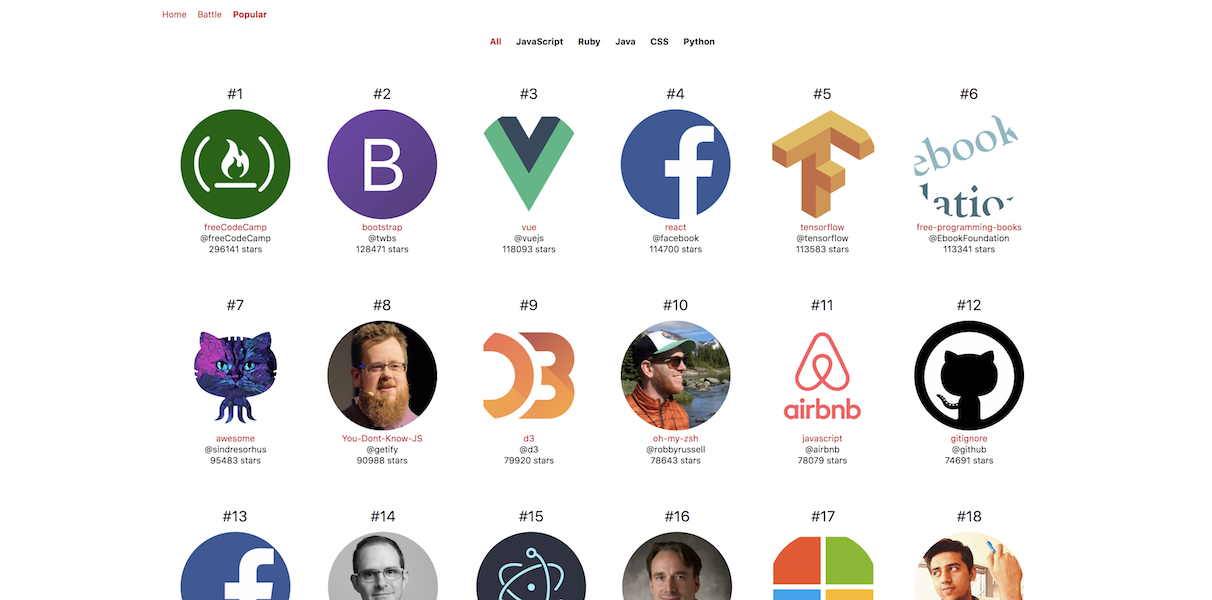 Home Battle Popular
All JavaScript Ruby Java CSS Python
#1 #2 #3 #4 #5 #6
B
ebook
latio
freeCodeCamp bootstrap vue react tensorflow free-programming-books
@freeCodeCamp @twbs @vuejs @facebook @tensorflow @EbookFoundation
296141 stars 128471 stars 118093 stars 114700 stars 113583 stars 113341 stars
#7 #8 #9 #10 #11 #12
D3
airbnb
awesome You-Dont-Know-JS d3 oh-my-zsh javascript gitignore
@sindresorhus @getify @d3 @robbyrussell @airbnb @github
95483 stars 90988 stars 79920 stars 78643 stars 78079 stars 74691 stars
#13 #14 #15 #16 #17 #18